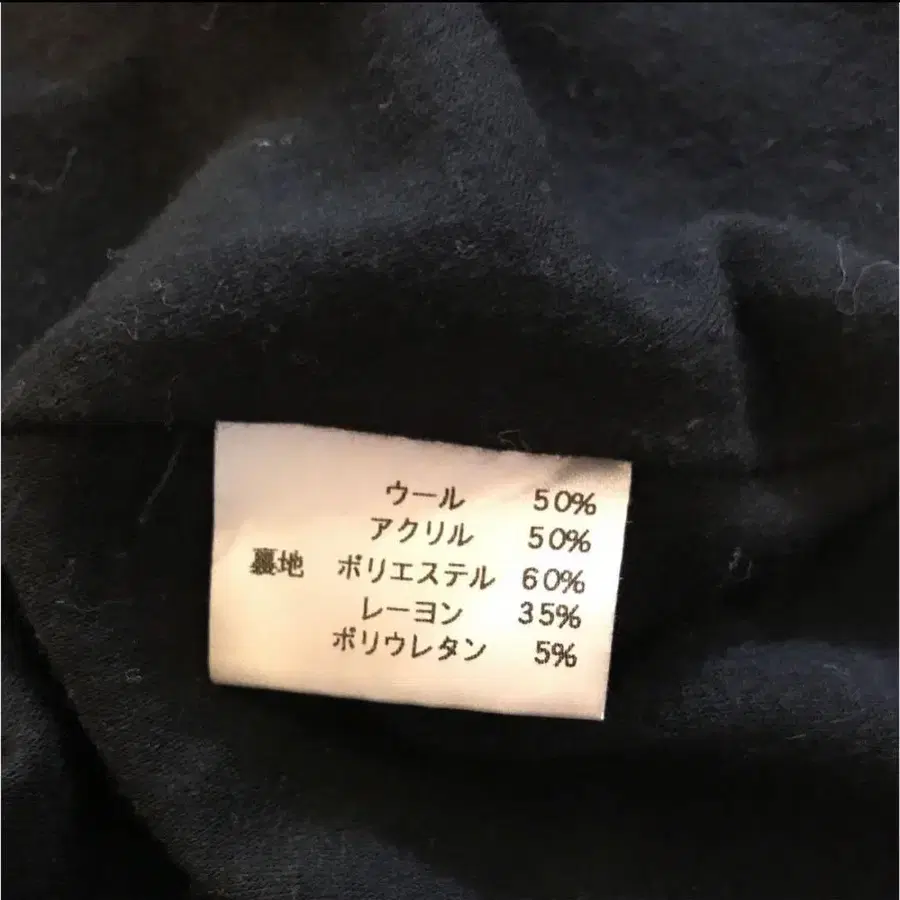 ウール 50%
アクリル 50%
裏地 ポリエステル 60%
レーヨン 35%
ポリウレタン 5%